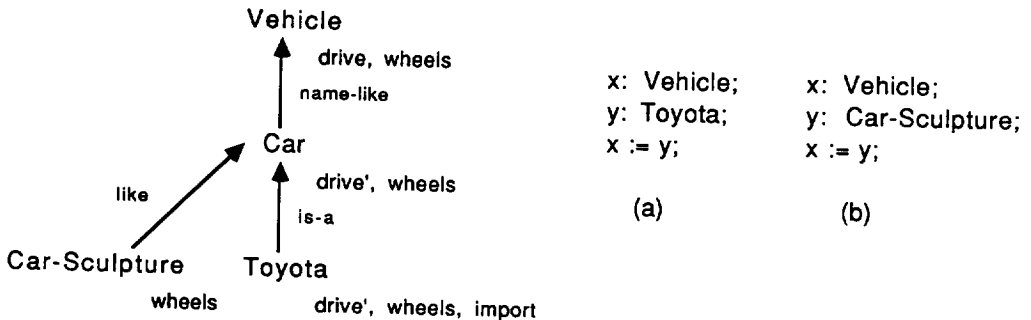 Vehicle
drive, wheels
name-like
Car
drive', wheels
like
is-a
Car-Sculpture
Toyota
wheels
drive', wheels, import
x: Vehicle;
y: Toyota;
x := y;
(a)
x: Vehicle;
y: Car-Sculpture;
x := y;
(b)